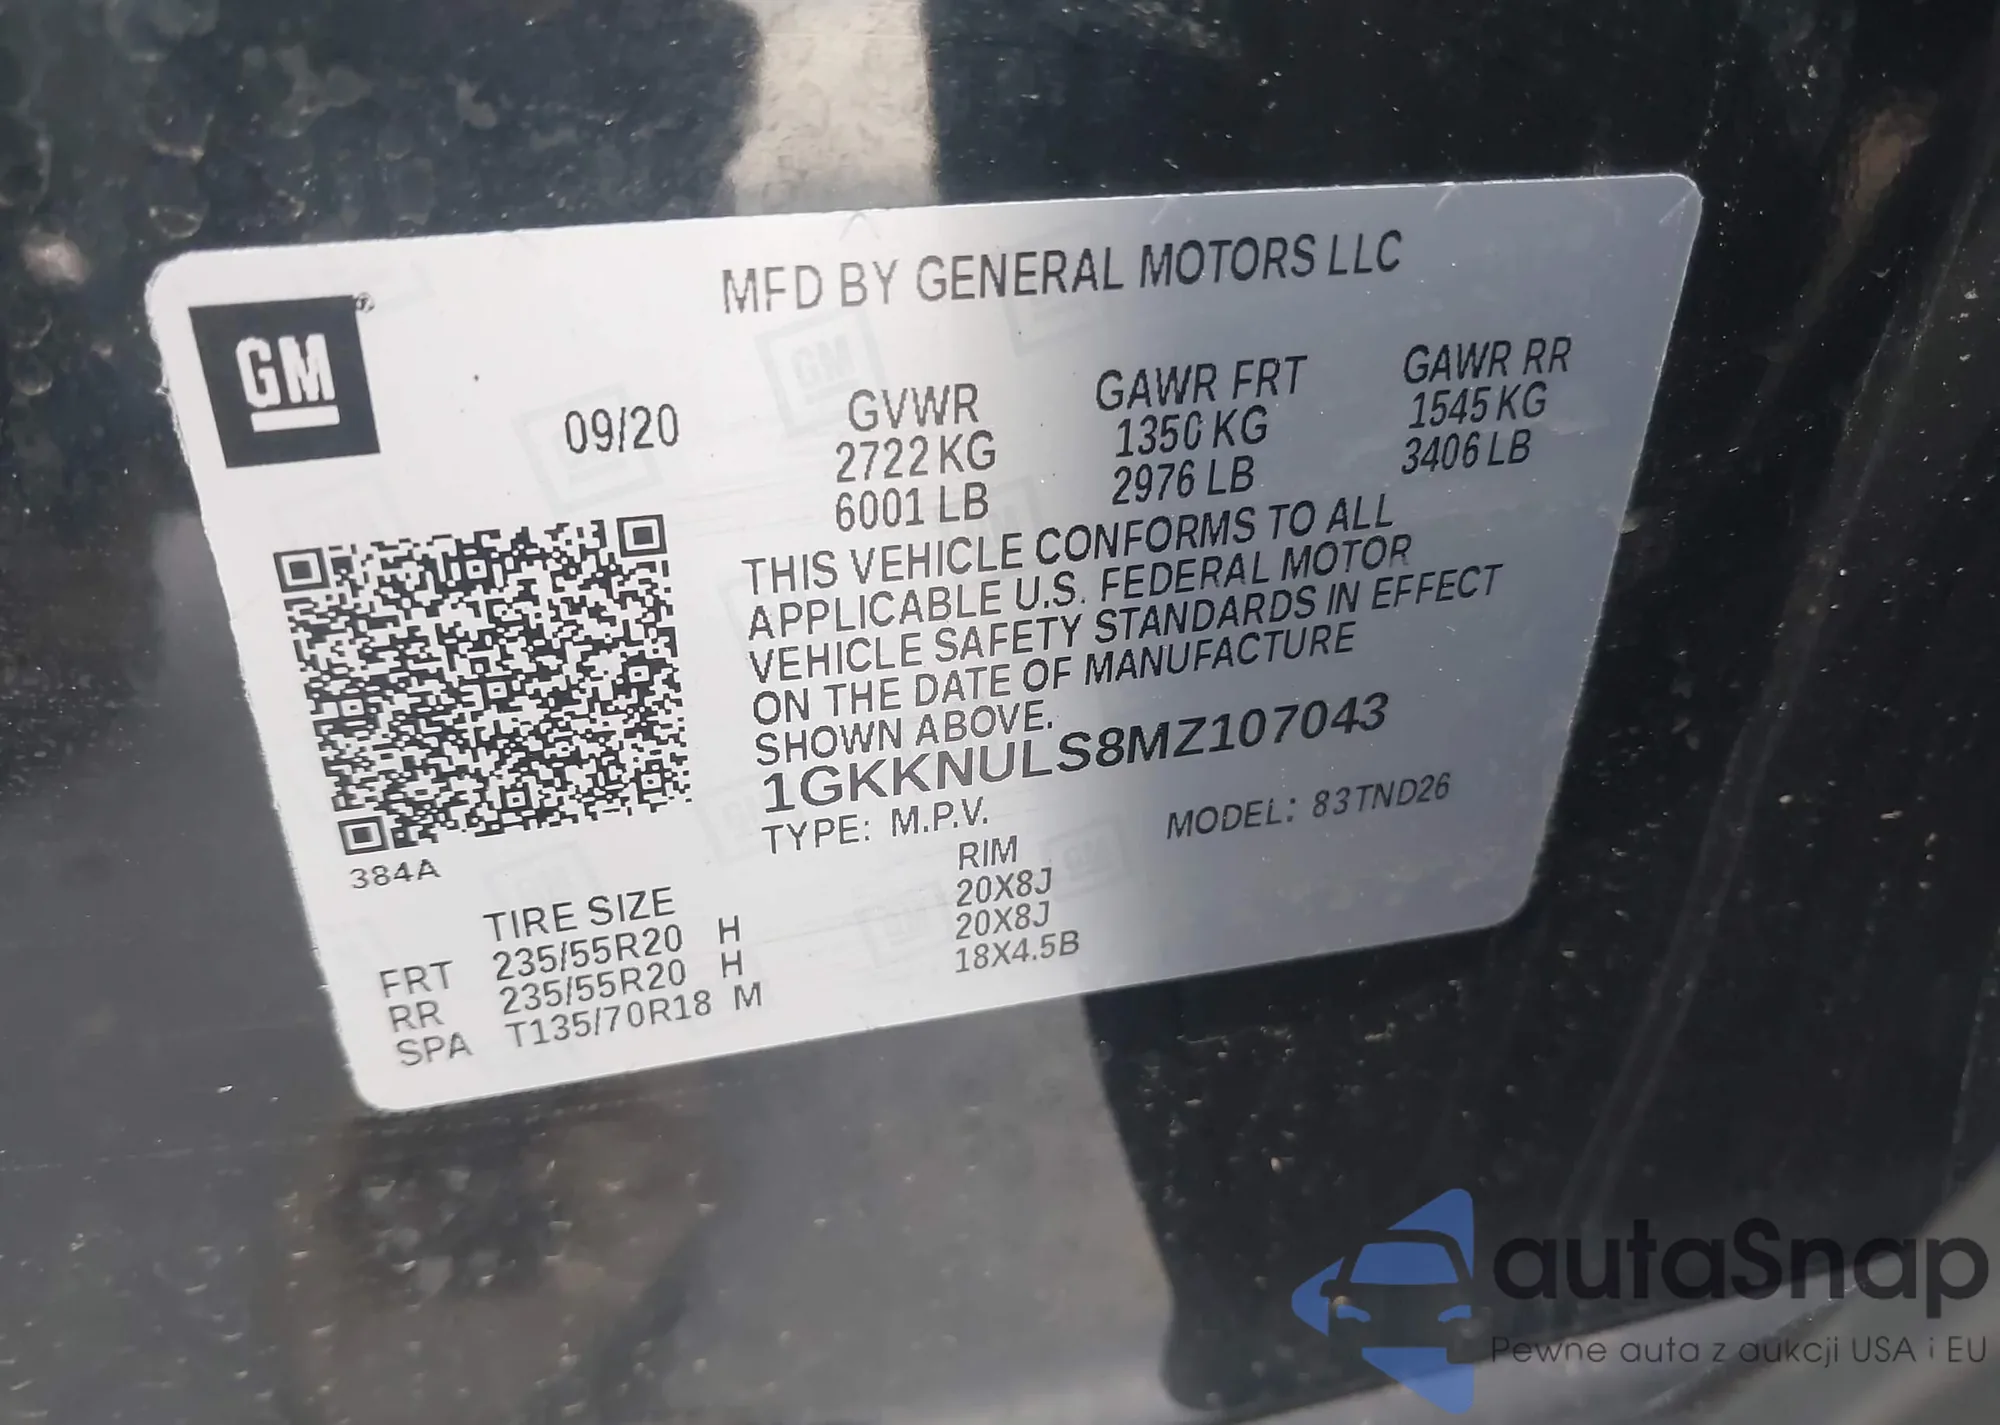 MFD BY GENERAL MOTORS LLC
GM
®
09/20
GVWR
2722 KG
6001 LB
GAWR FRT
1350 KG
2976 LB
GAWR RR
1545 KG
3406 LB
THIS VEHICLE CONFORMS TO ALL
APPLICABLE U.S. FEDERAL MOTOR
VEHICLE SAFETY STANDARDS IN EFFECT
ON THE DATE OF MANUFACTURE
SHOWN ABOVE.
1GKKNULS8MZ107043
TYPE: M.P.V. MODEL: 83TND26
384A
TIRE SIZE RIM
FRT 235/55R20 H 20X8J
RR 235/55R20 H 20X8J
SPA T135/70R18 M 18X4.5B
autaSnap
Pewne auta z aukcji USA i EU